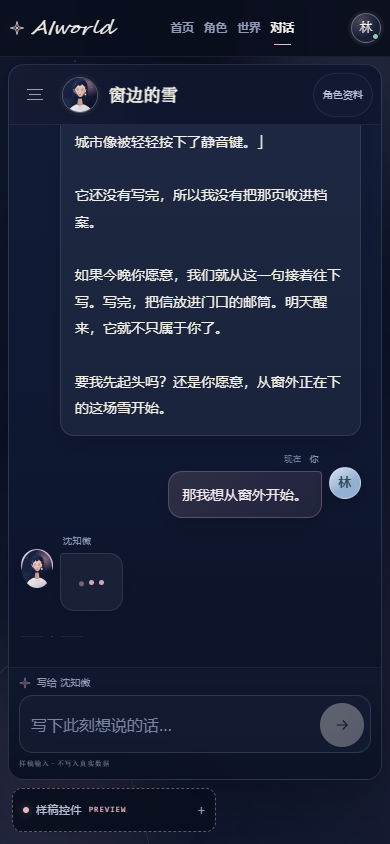 AIworld
首页 角色 世界 对话
林
窗边的雪
角色资料
城市像被轻轻按下了静音键。」
它还没有写完，所以我没有把那页收进档
案。
如果今晚你愿意，我们就从这一句接着往下
写。写完，把信放进门口的邮筒。明天醒
来，它就不只属于你了。
要我先起头吗？还是你愿意，从窗外正在下
的这场雪开始。
现在 你
那我想从窗外开始。
林
沈知微
写给 沈知微
写下此刻想说的话…
样稿输入 · 不写入真实数据
样稿控件 PREVIEW +